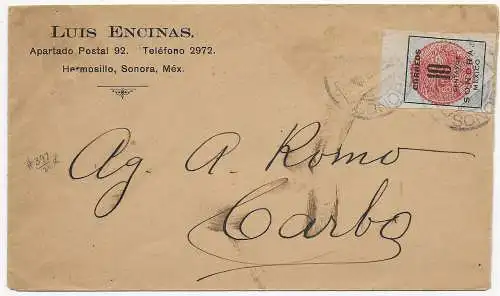 LUIS ENCINAS.
Apartado Postal 92. Teléfono 2972.
Hermosillo, Sonora, Méx.
CORREOS
10
SONORA
MEXICO
Ag. A. Romo
Carbo